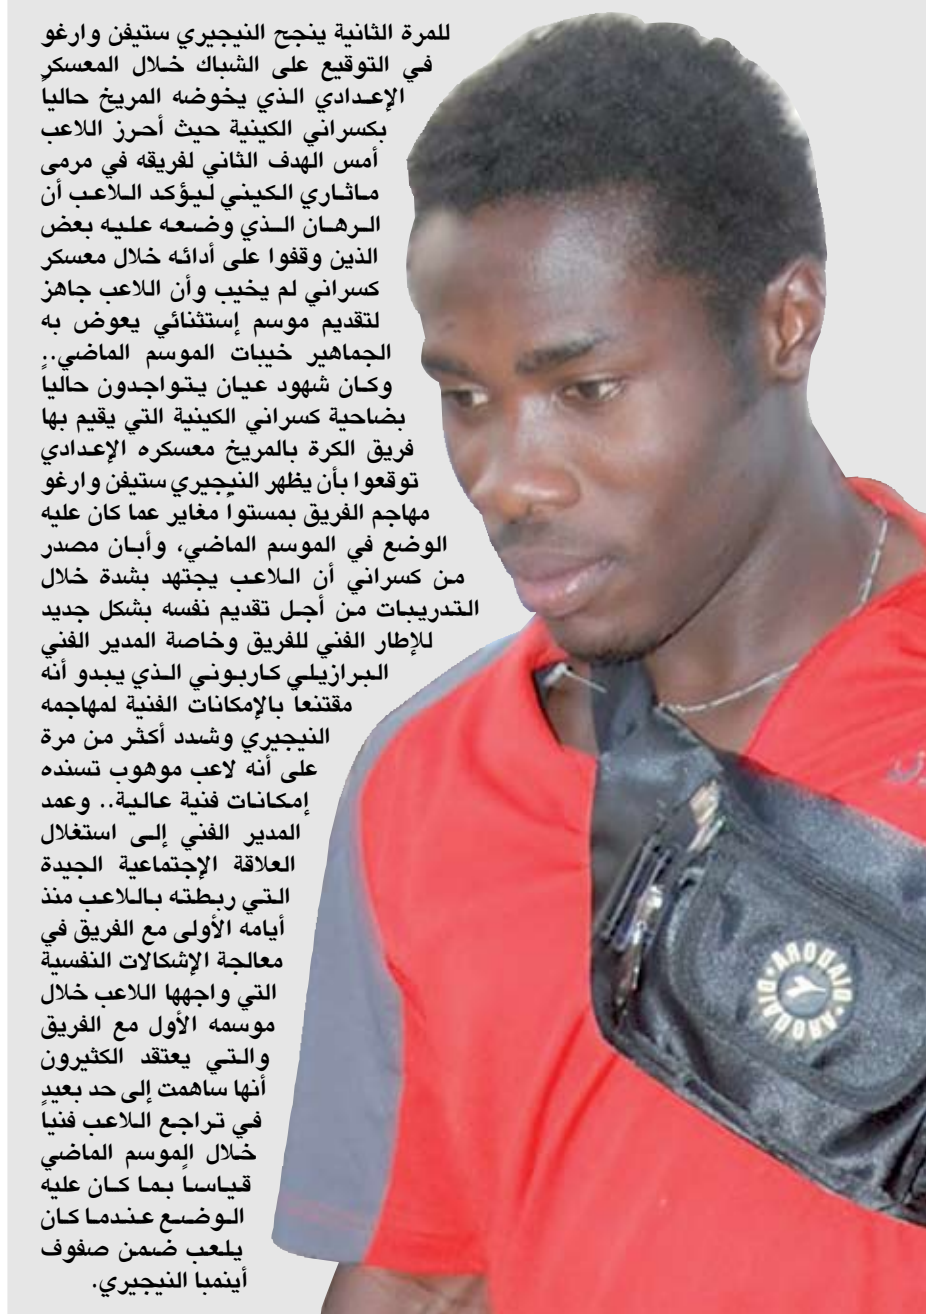 للمرة الثانية ينجح النيجيري ستيفن وارغو
في التوقيع على الشباك خلال المعسكر
الإعدادي الذي يخوضه المريخ حالياً
بكسراني الكينية حيث أحرز اللاعب
أمس الهدف الثاني لفريقه في مرمى
ماثاري الكيني ليؤكد اللاعب أن
الرهان الذي وضعه عليه بعض
الذين وقفوا على أدائه خلال معسكر
كسراني لم يخيب وأن اللاعب جاهز
لتقديم موسم إستثنائي يعوض به
الجماهير خيبات الموسم الماضي..
وكان شهود عيان يتواجدون حالياً
بضاحية كسراني الكينية التي يقيم بها
فريق الكرة بالمريخ معسكره الإعدادي
توقعوا بأن يظهر النيجيري ستيفن وارغو
مهاجم الفريق بمستواً مغاير عما كان عليه
الوضع في الموسم الماضي، وأبان مصدر
من كسراني أن اللاعب يجتهد بشدة خلال
التدريبات من أجل تقديم نفسه بشكل جديد
للإطار الفني للفريق وخاصة المدير الفني
البرازيلي كاربوني الذي يبدو أنه
مقتنعاً بالإمكانات الفنية لمهاجمه
النيجيري وشدد أكثر من مرة
على أنه لاعب موهوب تسنده
إمكانات فنية عالية.. وعمد
المدير الفني إلى استغلال
العلاقة الإجتماعية الجيدة
التي ربطته باللاعب منذ
أيامه الأولى مع الفريق في
معالجة الإشكالات النفسية
التي واجهها اللاعب خلال
موسمه الأول مع الفريق
والتي يعتقد الكثيرون
أنها ساهمت إلى حد بعيد
في تراجع اللاعب فنياً
خلال الموسم الماضي
قياساً بما كان عليه
الوضع عندما كان
يلعب ضمن صفوف
أينمبا النيجيري.
ARODAID
ARODAID